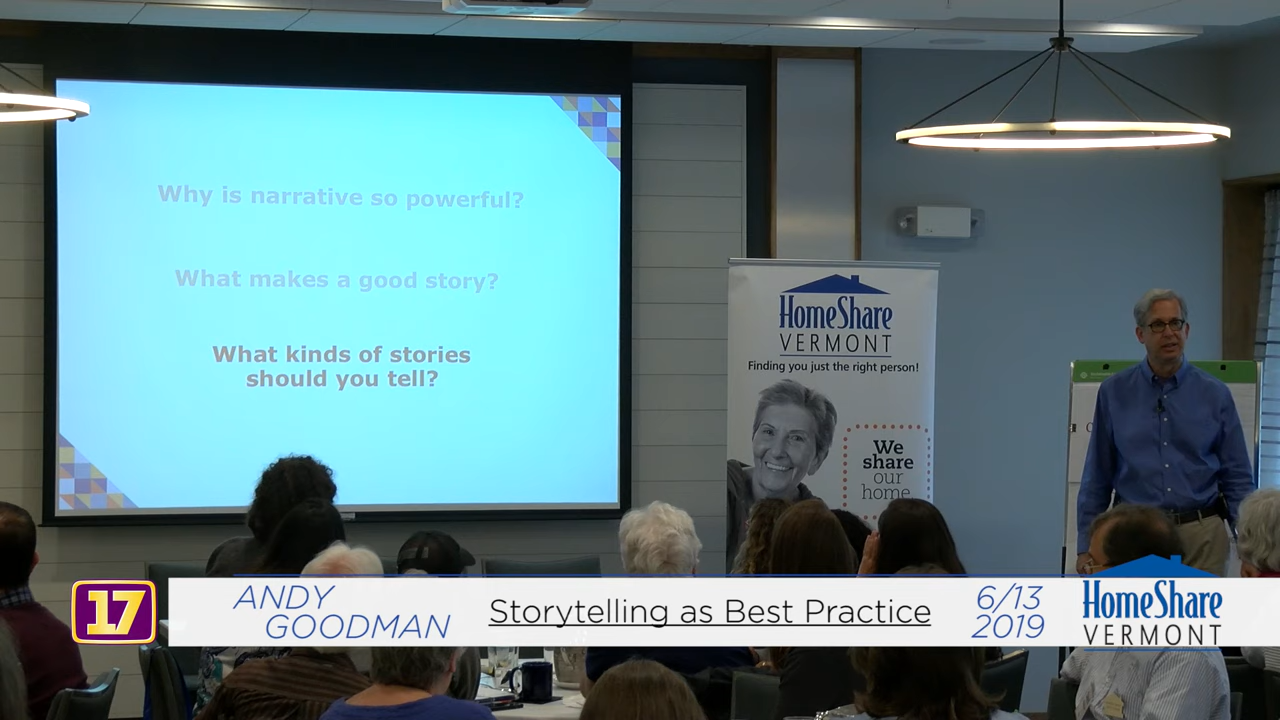 Why is narrative so powerful?
What makes a good story?
What kinds of stories
should you tell?
HomeShare
VERMONT
Finding you just the right person!
We
share
our
home
17
ANDY
GOODMAN
Storytelling as Best Practice
6/13
2019
HomeShare
VERMONT